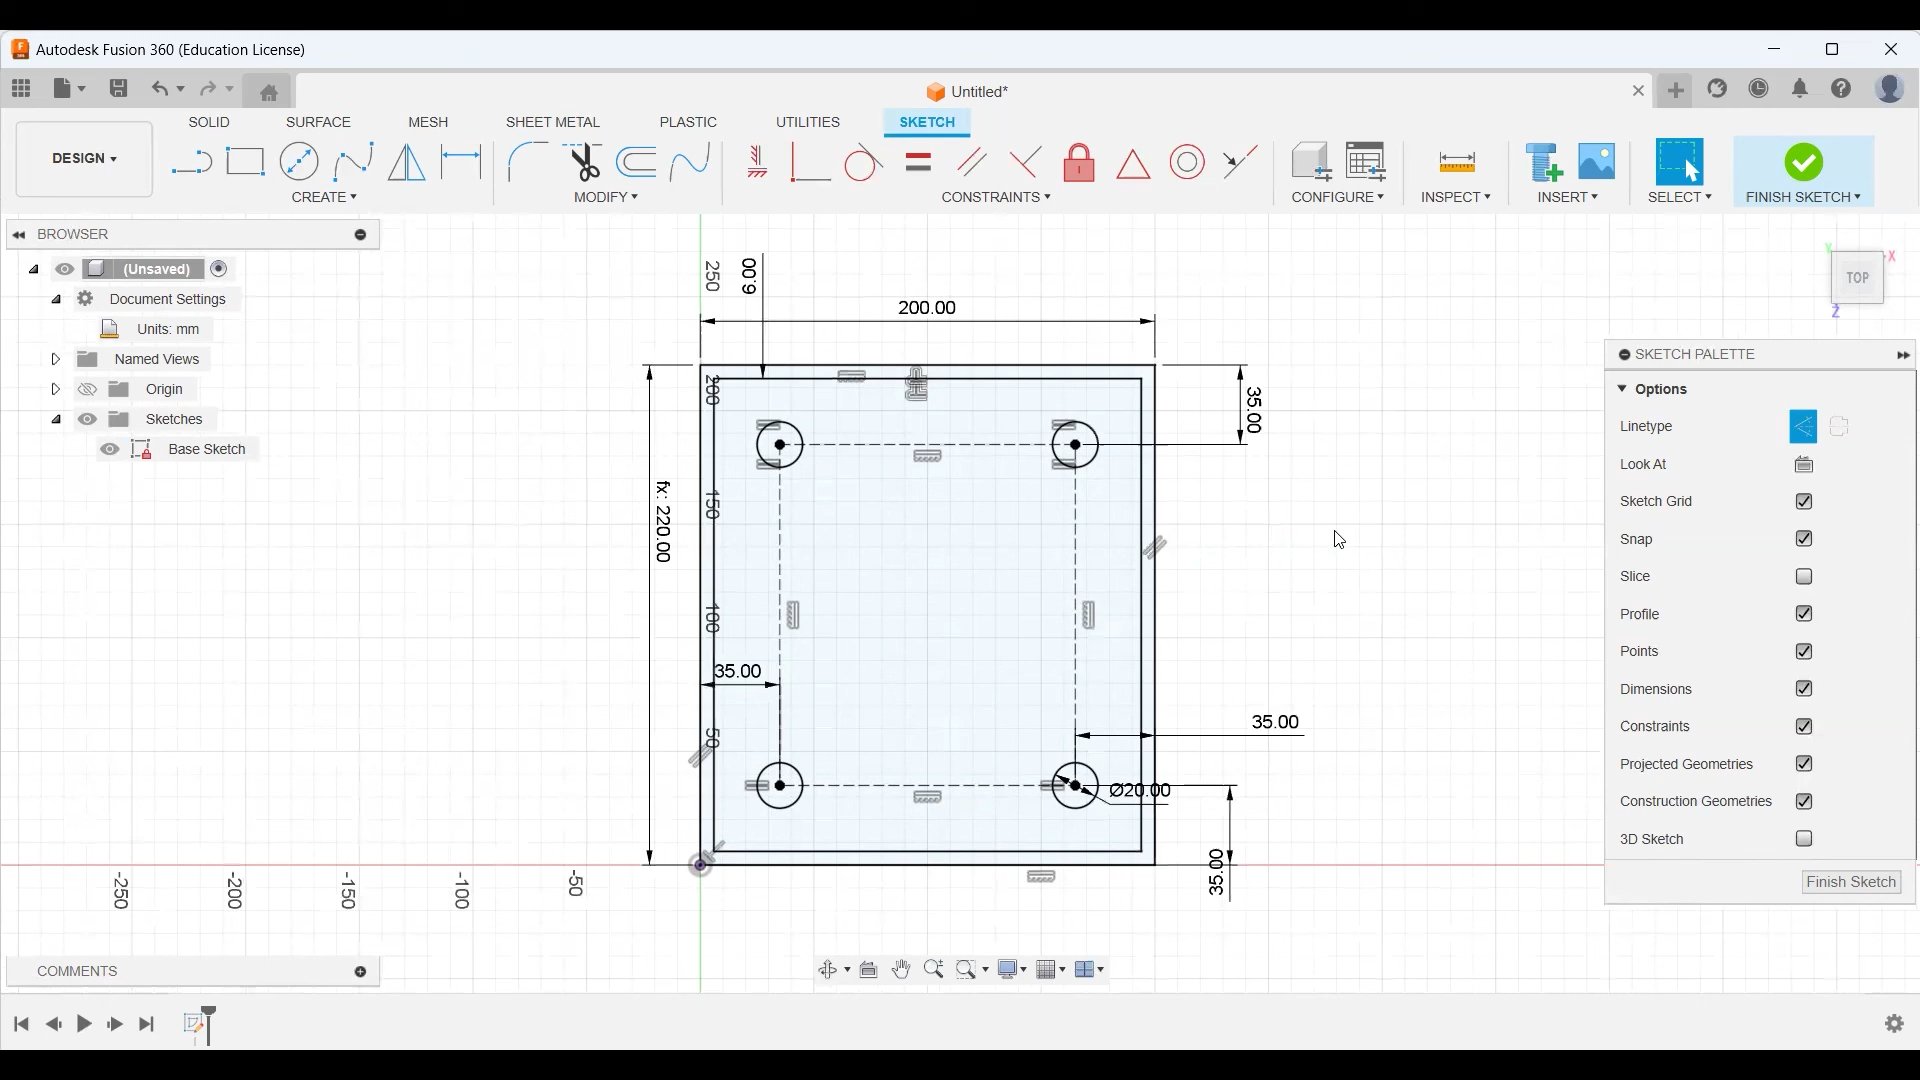 Autodesk Fusion 360 (Education License)
Untitled*
SOLID SURFACE MESH SHEET METAL PLASTIC UTILITIES SKETCH
DESIGN
CREATE MODIFY CONSTRAINTS CONFIGURE INSPECT INSERT SELECT FINISH SKETCH
BROWSER
(Unsaved)
Document Settings
Units: mm
Named Views
Origin
Sketches
Base Sketch
250
6.00
200.00
200
35.00
fx: 220.00
150
100
35.00
50
35.00
Ø20.00
35.00
-250
-200
-150
-100
-50
TOP
X
Y
Z
SKETCH PALETTE
Options
Linetype
Look At
Sketch Grid
Snap
Slice
Profile
Points
Dimensions
Constraints
Projected Geometries
Construction Geometries
3D Sketch
Finish Sketch
COMMENTS